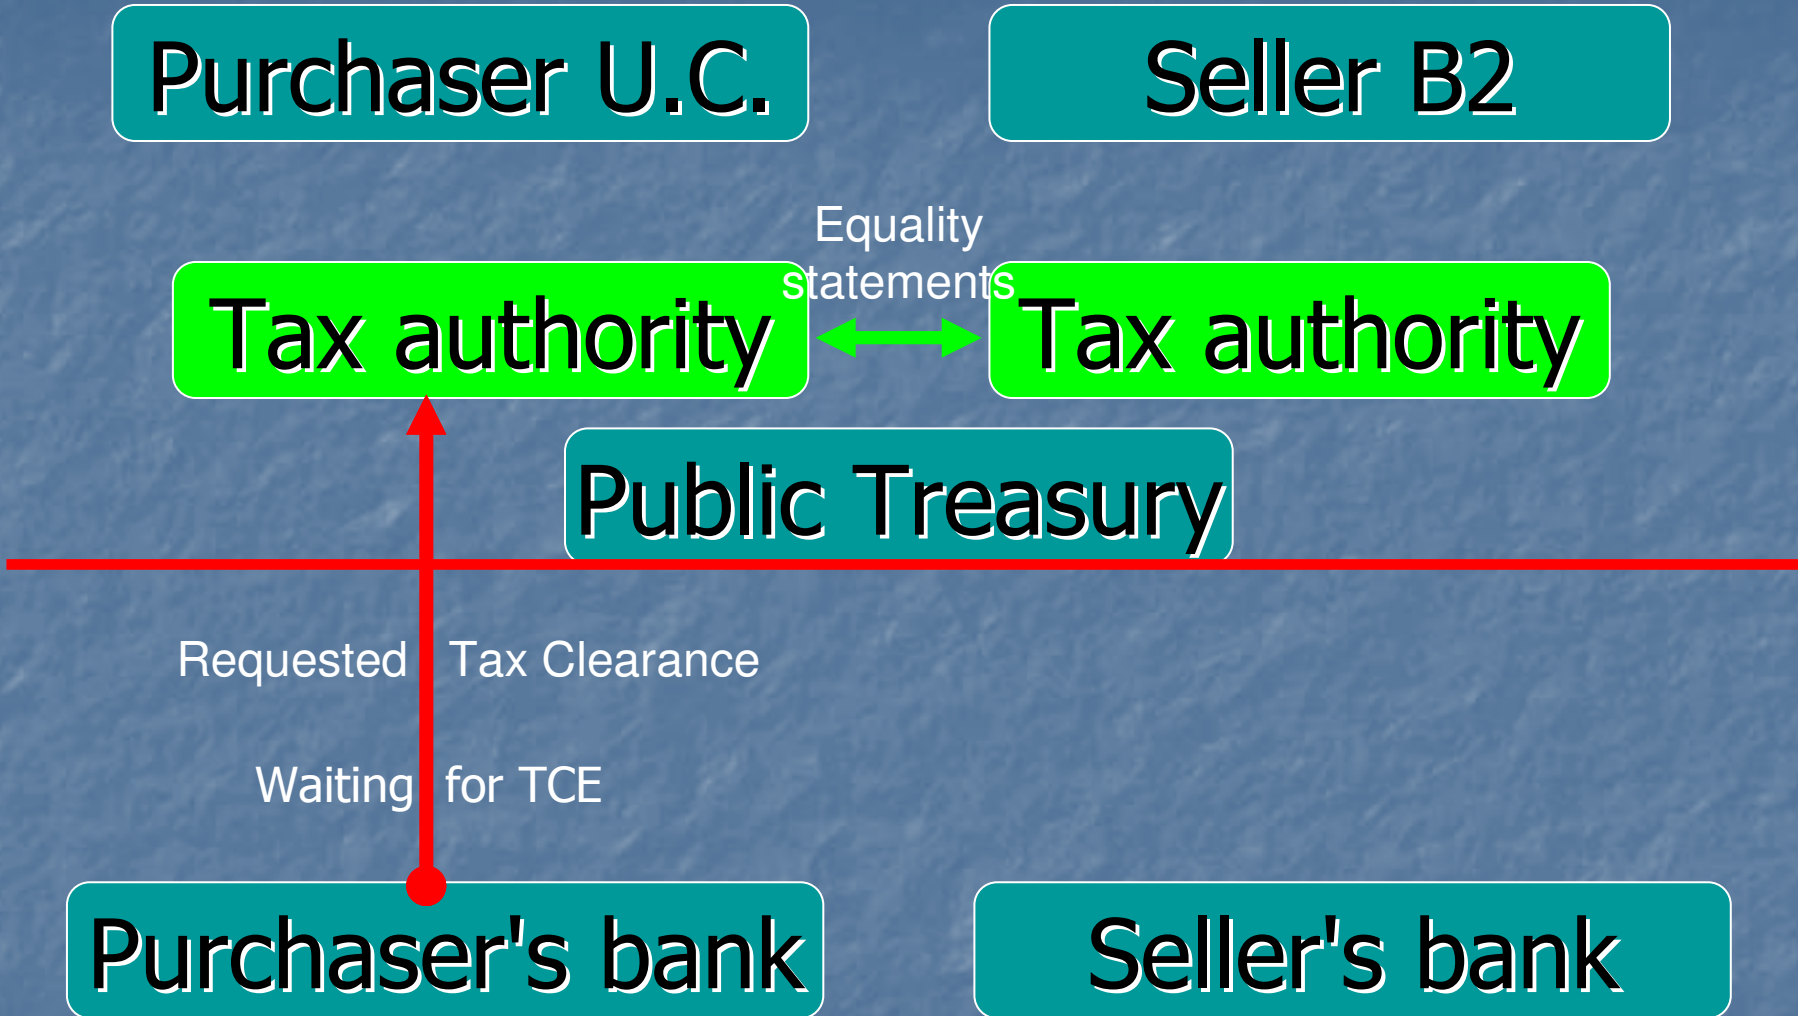 Purchaser U.C.
Seller B2
Equality
statements
Tax authority
Tax authority
Public Treasury
Requested Tax Clearance
Waiting for TCE
Purchaser's bank
Seller's bank